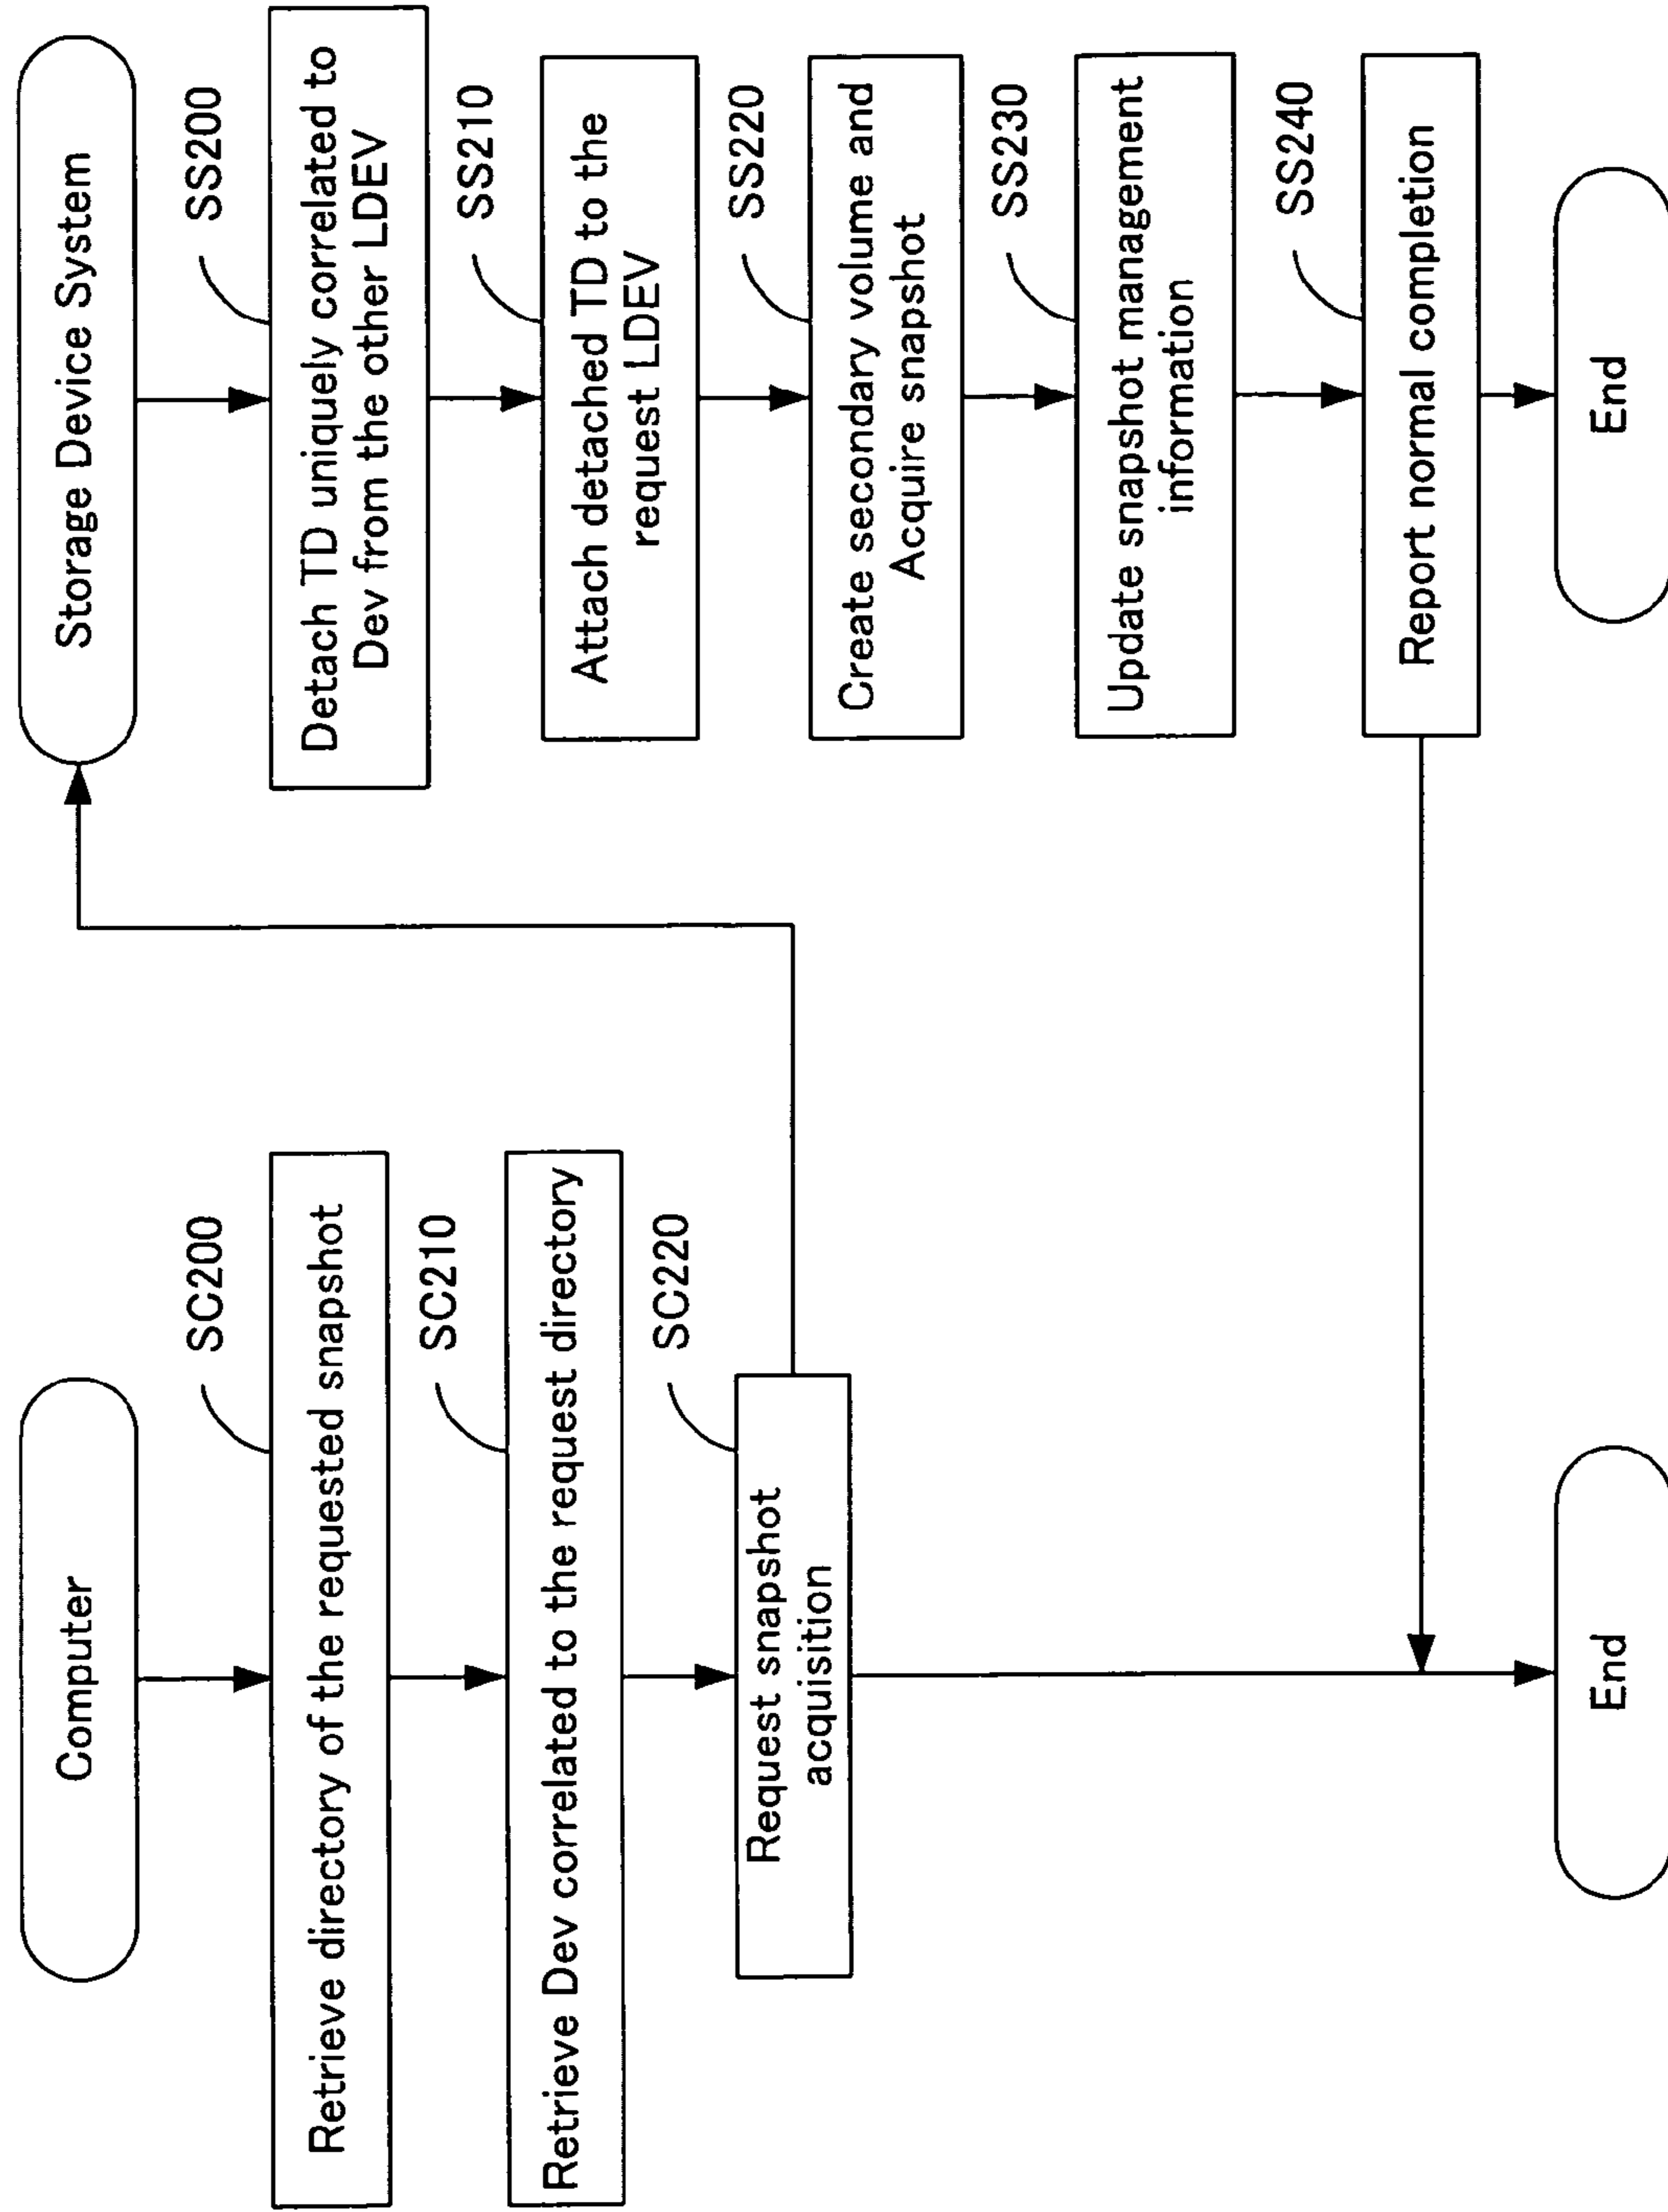 Computer
SC200
Retrieve directory of the requested snapshot
SC210
Retrieve Dev correlated to the request directory
SC220
Request snapshot
acquisition
End
Storage Device System
SS200
Detach TD uniquely correlated to
Dev from the other LDEV
SS210
Attach detached TD to the
request LDEV
SS220
Create secondary volume and
Acquire snapshot
SS230
Update snapshot management
information
SS240
Report normal completion
End